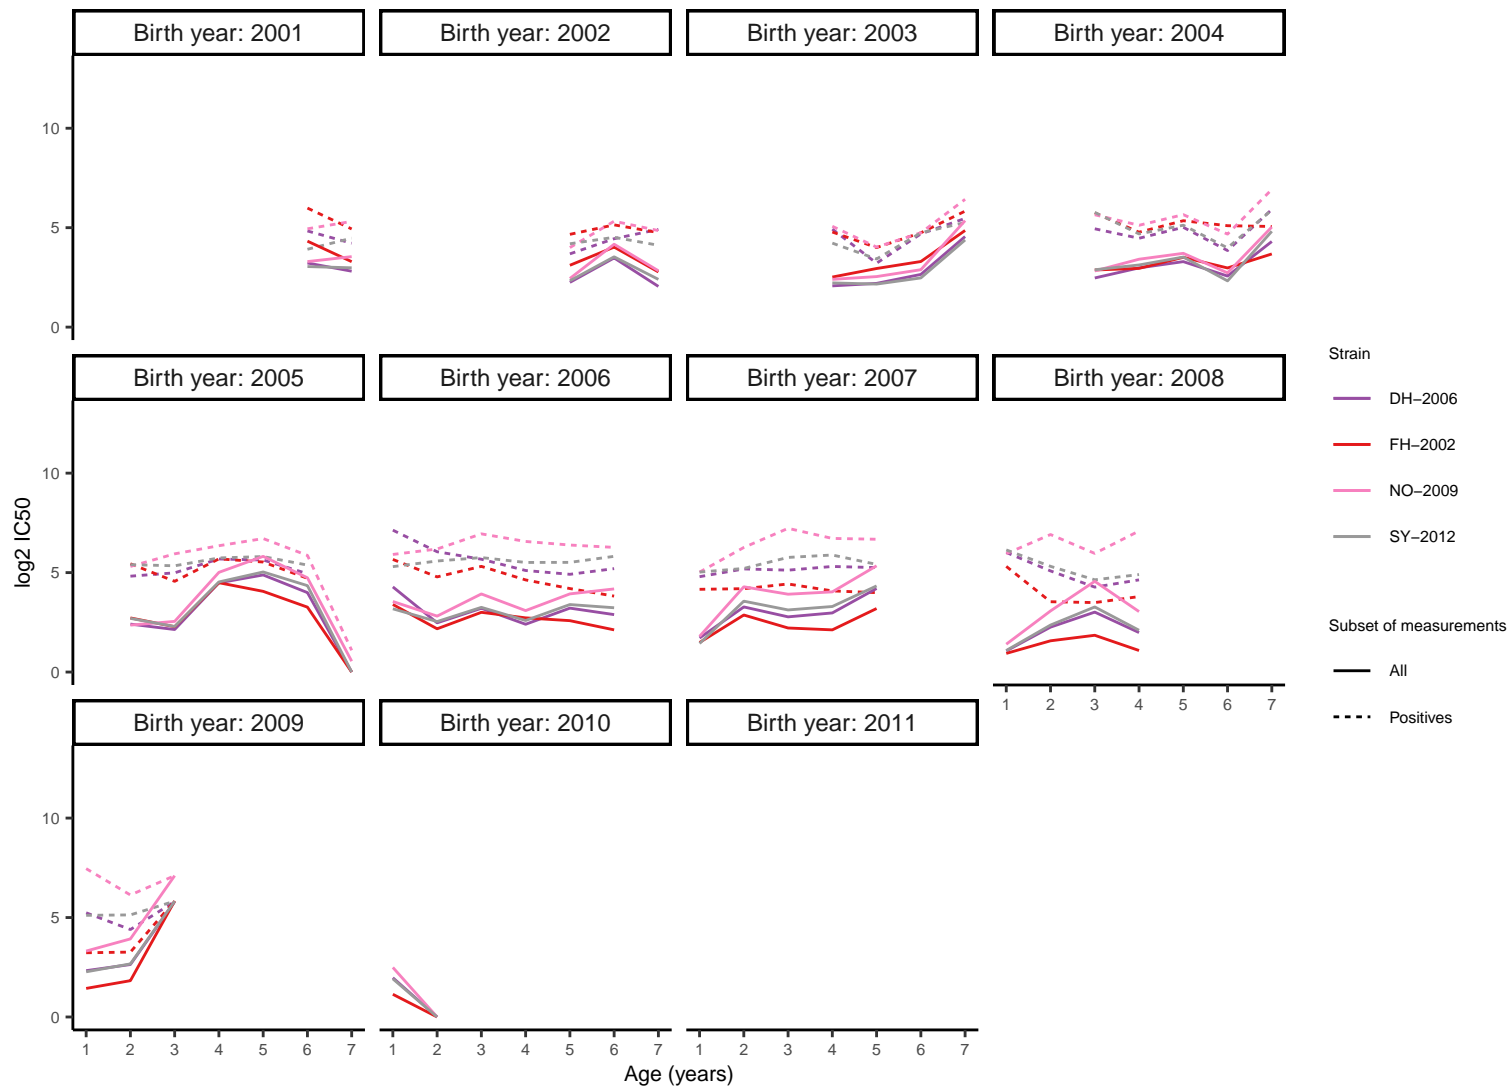 Birth year: 2001
Birth year: 2002
Birth year: 2003
Birth year: 2004
10
5
0
Birth year: 2005
Birth year: 2006
Birth year: 2007
Birth year: 2008
10
5
0
1 2 3 4 5 6 7
Birth year: 2009
Birth year: 2010
Birth year: 2011
10
5
0
1 2 3 4 5 6 7
1 2 3 4 5 6 7
1 2 3 4 5 6 7
Age (years)
log2 IC50
Strain
DH−2006
FH−2002
NO−2009
SY−2012
Subset of measurements
All
Positives